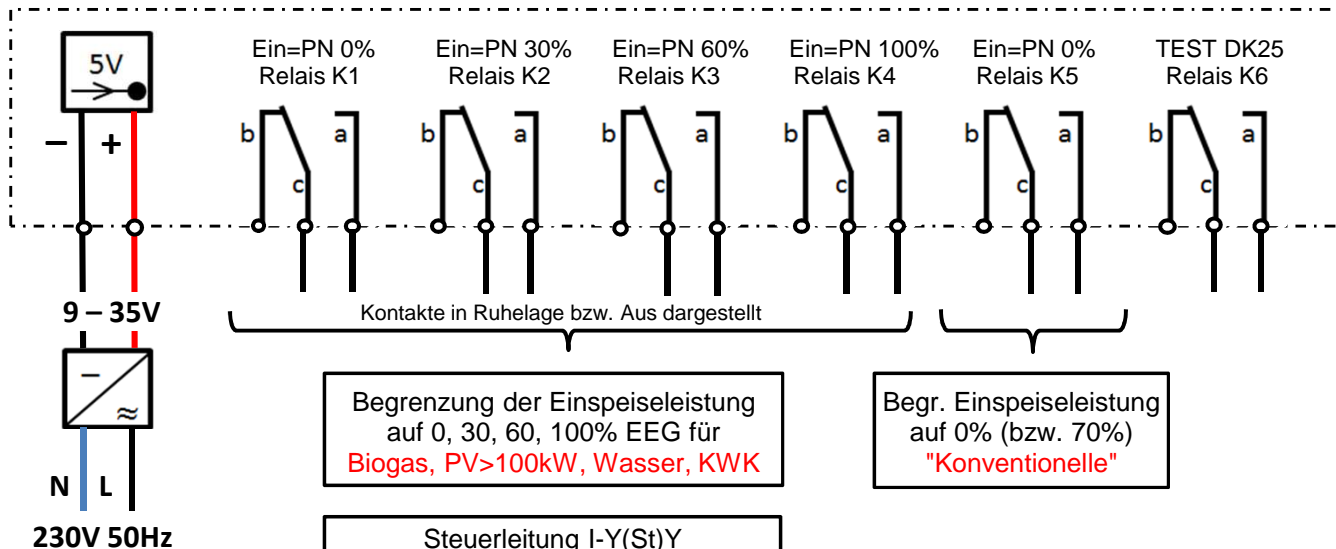 Ein=PN 0% Ein=PN 30% Ein=PN 60% Ein=PN 100% Ein=PN 0% TEST DK25
Relais K1 Relais K2 Relais K3 Relais K4 Relais K5 Relais K6
5V
b a b a b a b a b a b a
– +
c c c c c c
9 – 35V
Kontakte in Ruhelage bzw. Aus dargestellt
–
≈
Begrenzung der Einspeiseleistung
auf 0, 30, 60, 100% EEG für
Biogas, PV>100kW, Wasser, KWK
Begr. Einspeiseleistung
auf 0% (bzw. 70%)
"Konventionelle"
N L
230V 50Hz
Steuerleitung I-Y(St)Y